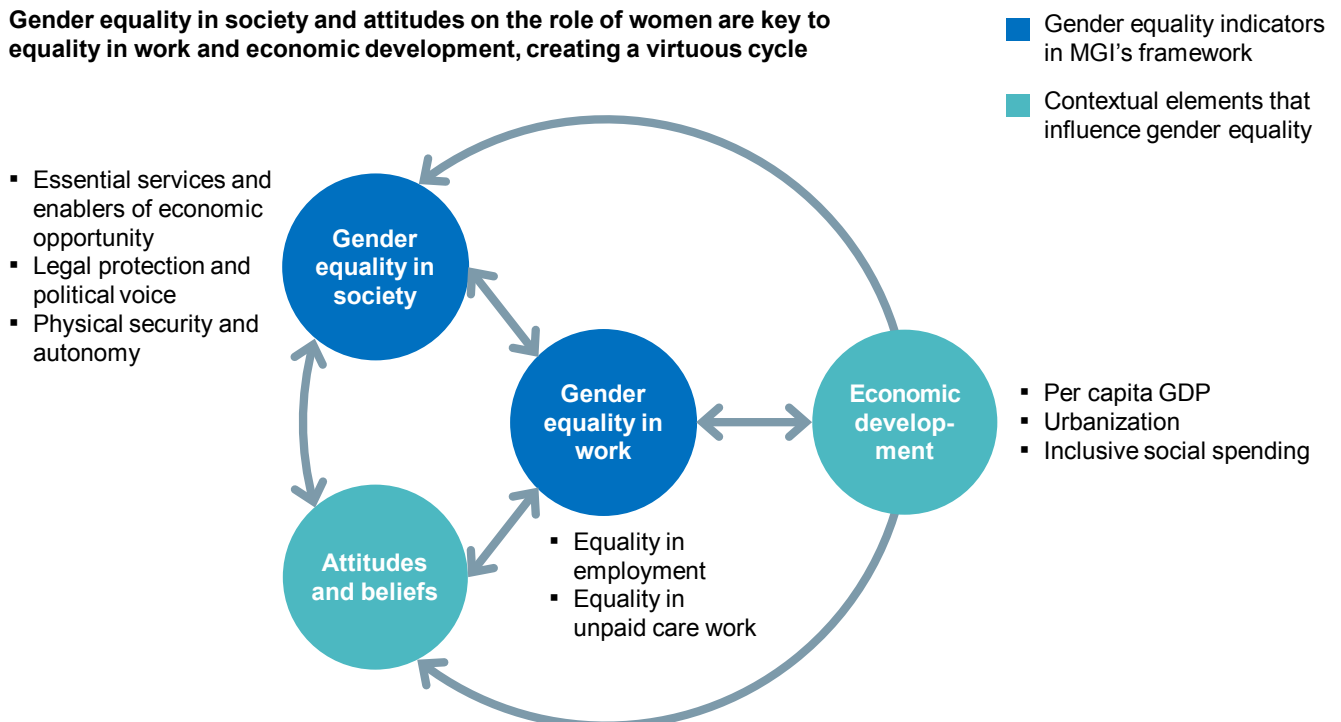 Gender equality in society and attitudes on the role of women are key to
equality in work and economic development, creating a virtuous cycle
Gender equality indicators
in MGI's framework
Contextual elements that
influence gender equality
▪ Essential services and
enablers of economic
opportunity
▪ Legal protection and
political voice
▪ Physical security and
autonomy
Gender
equality in
society
Gender
equality in
work
Economic
develop-
ment
▪ Per capita GDP
▪ Urbanization
▪ Inclusive social spending
Attitudes
and beliefs
▪ Equality in
employment
▪ Equality in
unpaid care work